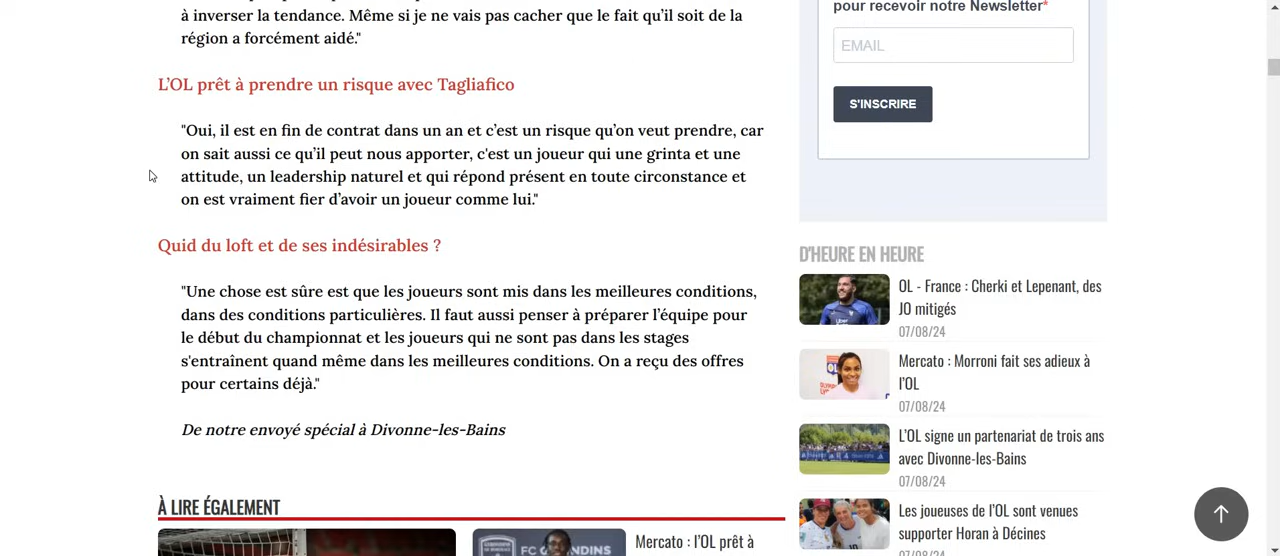 à inverser la tendance. Même si je ne vais pas cacher que le fait qu’il soit de la
région a forcément aidé."
L’OL prêt à prendre un risque avec Tagliafico
"Oui, il est en fin de contrat dans un an et c’est un risque qu’on veut prendre, car
on sait aussi ce qu’il peut nous apporter, c'est un joueur qui une grinta et une
attitude, un leadership naturel et qui répond présent en toute circonstance et
on est vraiment fier d’avoir un joueur comme lui."
Quid du loft et de ses indésirables ?
"Une chose est sûre est que les joueurs sont mis dans les meilleures conditions,
dans des conditions particulières. Il faut aussi penser à préparer l’équipe pour
le début du championnat et les joueurs qui ne sont pas dans les stages
s'entraînent quand même dans les meilleures conditions. On a reçu des offres
pour certains déjà."
De notre envoyé spécial à Divonne-les-Bains
À LIRE ÉGALEMENT
Mercato : l’OL prêt à
pour recevoir notre Newsletter*
EMAIL
S'INSCRIRE
D'HEURE EN HEURE
OL - France : Cherki et Lepenant, des
JO mitigés
07/08/24
Mercato : Morroni fait ses adieux à
l’OL
07/08/24
L’OL signe un partenariat de trois ans
avec Divonne-les-Bains
07/08/24
Les joueuses de l’OL sont venues
supporter Horan à Décines
07/08/24